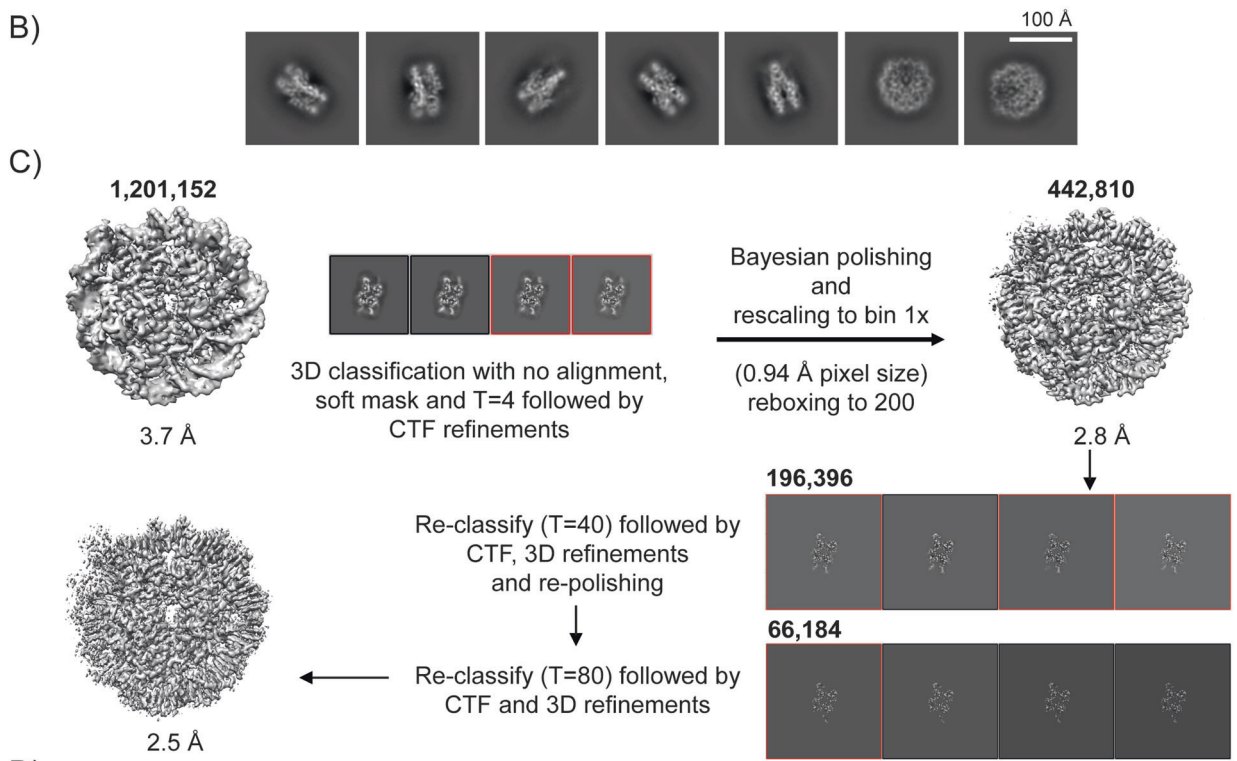 B)
100 Å
C)
1,201,152
3.7 Å
3D classification with no alignment,
soft mask and T=4 followed by
CTF refinements
Bayesian polishing
and
rescaling to bin 1x
(0.94 Å pixel size)
reboxing to 200
442,810
2.8 Å
196,396
Re-classify (T=40) followed by
CTF, 3D refinements
and re-polishing
66,184
Re-classify (T=80) followed by
CTF and 3D refinements
2.5 Å